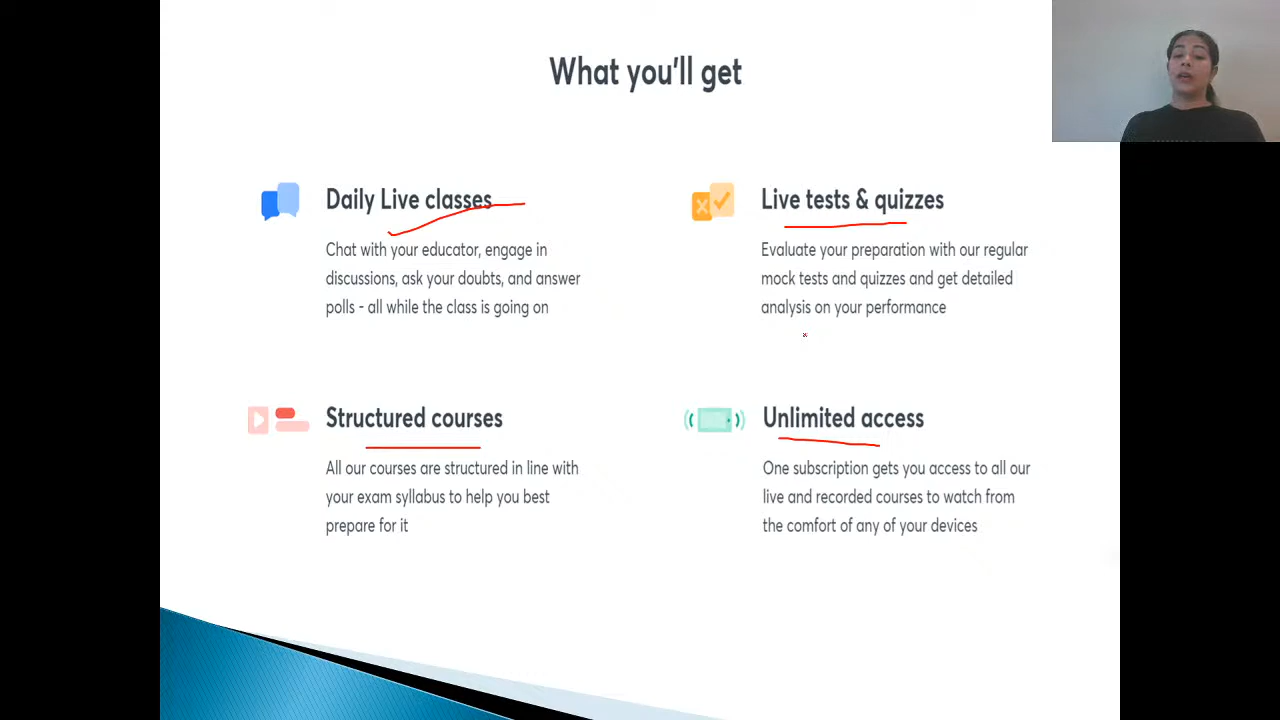 What you'll get
Daily Live classes
Chat with your educator, engage in
discussions, ask your doubts, and answer
polls - all while the class is going on
Live tests & quizzes
Evaluate your preparation with our regular
mock tests and quizzes and get detailed
analysis on your performance
Structured courses
All our courses are structured in line with
your exam syllabus to help you best
prepare for it
Unlimited access
One subscription gets you access to all our
live and recorded courses to watch from
the comfort of any of your devices